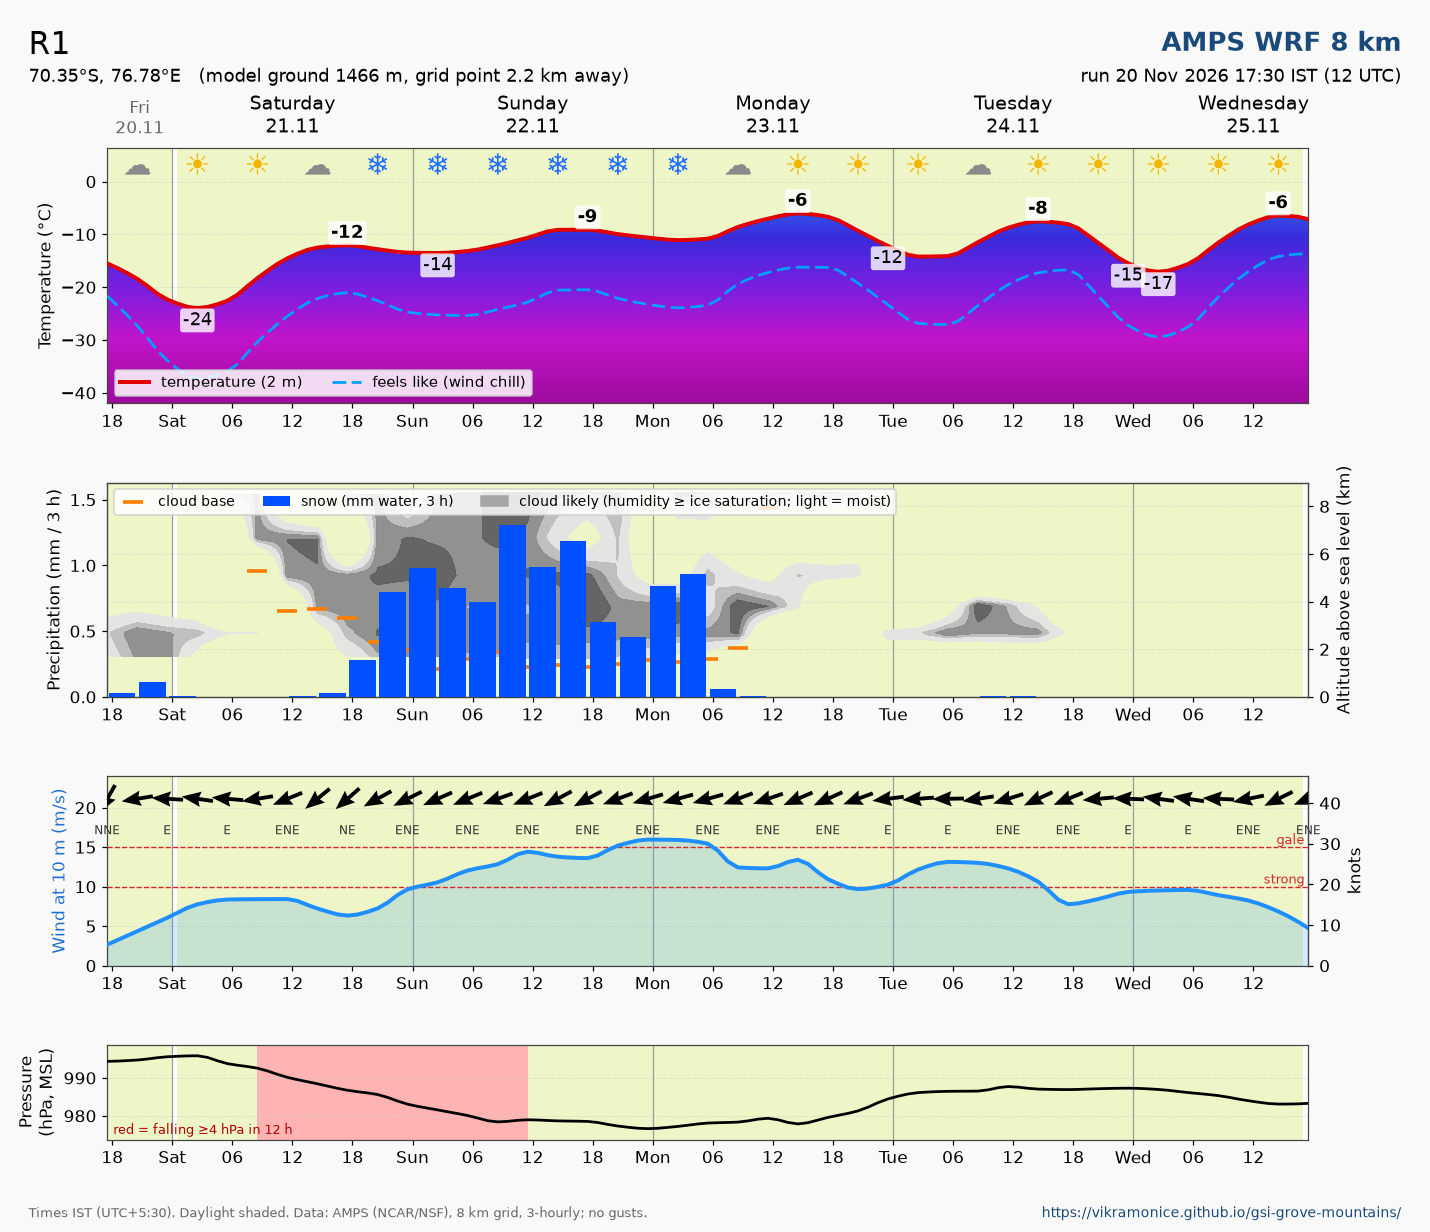 R1
AMPS WRF 8 km
70.35°S, 76.78°E (model ground 1466 m, grid point 2.2 km away)
run 20 Nov 2026 17:30 IST (12 UTC)
Fri Saturday Sunday Monday Tuesday Wednesday
20.11 21.11 22.11 23.11 24.11 25.11
Temperature (°C)
0
−10
−20
−30
−40
-24
-12
-14
-9
-6
-12
-8
-15
-17
-6
temperature (2 m) feels like (wind chill)
18 Sat 06 12 18 Sun 06 12 18 Mon 06 12 18 Tue 06 12 18 Wed 06 12
Precipitation (mm / 3 h)
1.5
1.0
0.5
0.0
cloud base snow (mm water, 3 h) cloud likely (humidity ≥ ice saturation; light = moist)
8
6
4
2
0
Altitude above sea level (km)
18 Sat 06 12 18 Sun 06 12 18 Mon 06 12 18 Tue 06 12 18 Wed 06 12
Wind at 10 m (m/s)
20
15
10
5
0
NNE E E ENE NE ENE ENE ENE ENE ENE ENE ENE ENE E E ENE ENE E E ENE ENE
gale
strong
40
30
20
10
0
knots
18 Sat 06 12 18 Sun 06 12 18 Mon 06 12 18 Tue 06 12 18 Wed 06 12
Pressure
(hPa, MSL)
990
980
red = falling ≥4 hPa in 12 h
18 Sat 06 12 18 Sun 06 12 18 Mon 06 12 18 Tue 06 12 18 Wed 06 12
Times IST (UTC+5:30). Daylight shaded. Data: AMPS (NCAR/NSF), 8 km grid, 3-hourly; no gusts.
https://vikramonice.github.io/gsi-grove-mountains/